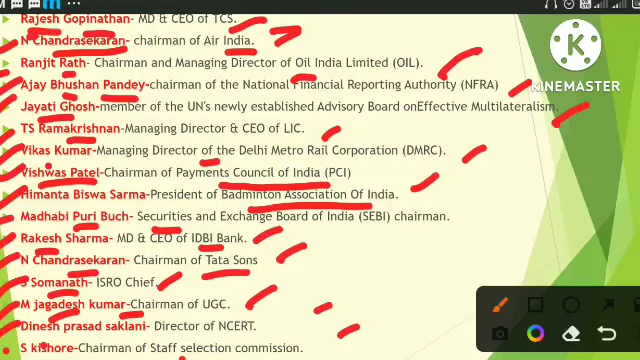 Rajesh Gopinathan- MD & CEO of TCS.
N Chandrasekaran- chairman of Air India.
Ranjit Rath- Chairman and Managing Director of Oil India Limited (OIL).
Ajay Bhushan Pandey-chairman of the National Financial Reporting Authority (NFRA)
Jayati Ghosh-member of the UN's newly established Advisory Board onEffective Multilateralism.
TS Ramakrishnan-Managing Director & CEO of LIC.
Vikas Kumar-Managing Director of the Delhi Metro Rail Corporation (DMRC).
Vishwas Patel-Chairman of Payments Council of India (PCI)
Himanta Biswa Sarma-President of Badminton Association Of India.
Madhabi Puri Buch- Securities and Exchange Board of India (SEBI) chairman.
Rakesh Sharma- MD & CEO of IDBI Bank.
N Chandrasekaran- Chairman of Tata Sons
S Somanath- ISRO Chief.
M jagadesh kumar-Chairman of UGC.
Dinesh prasad saklani- Director of NCERT.
S kishore-Chairman of Staff selection commission.
K
KINEMASTER